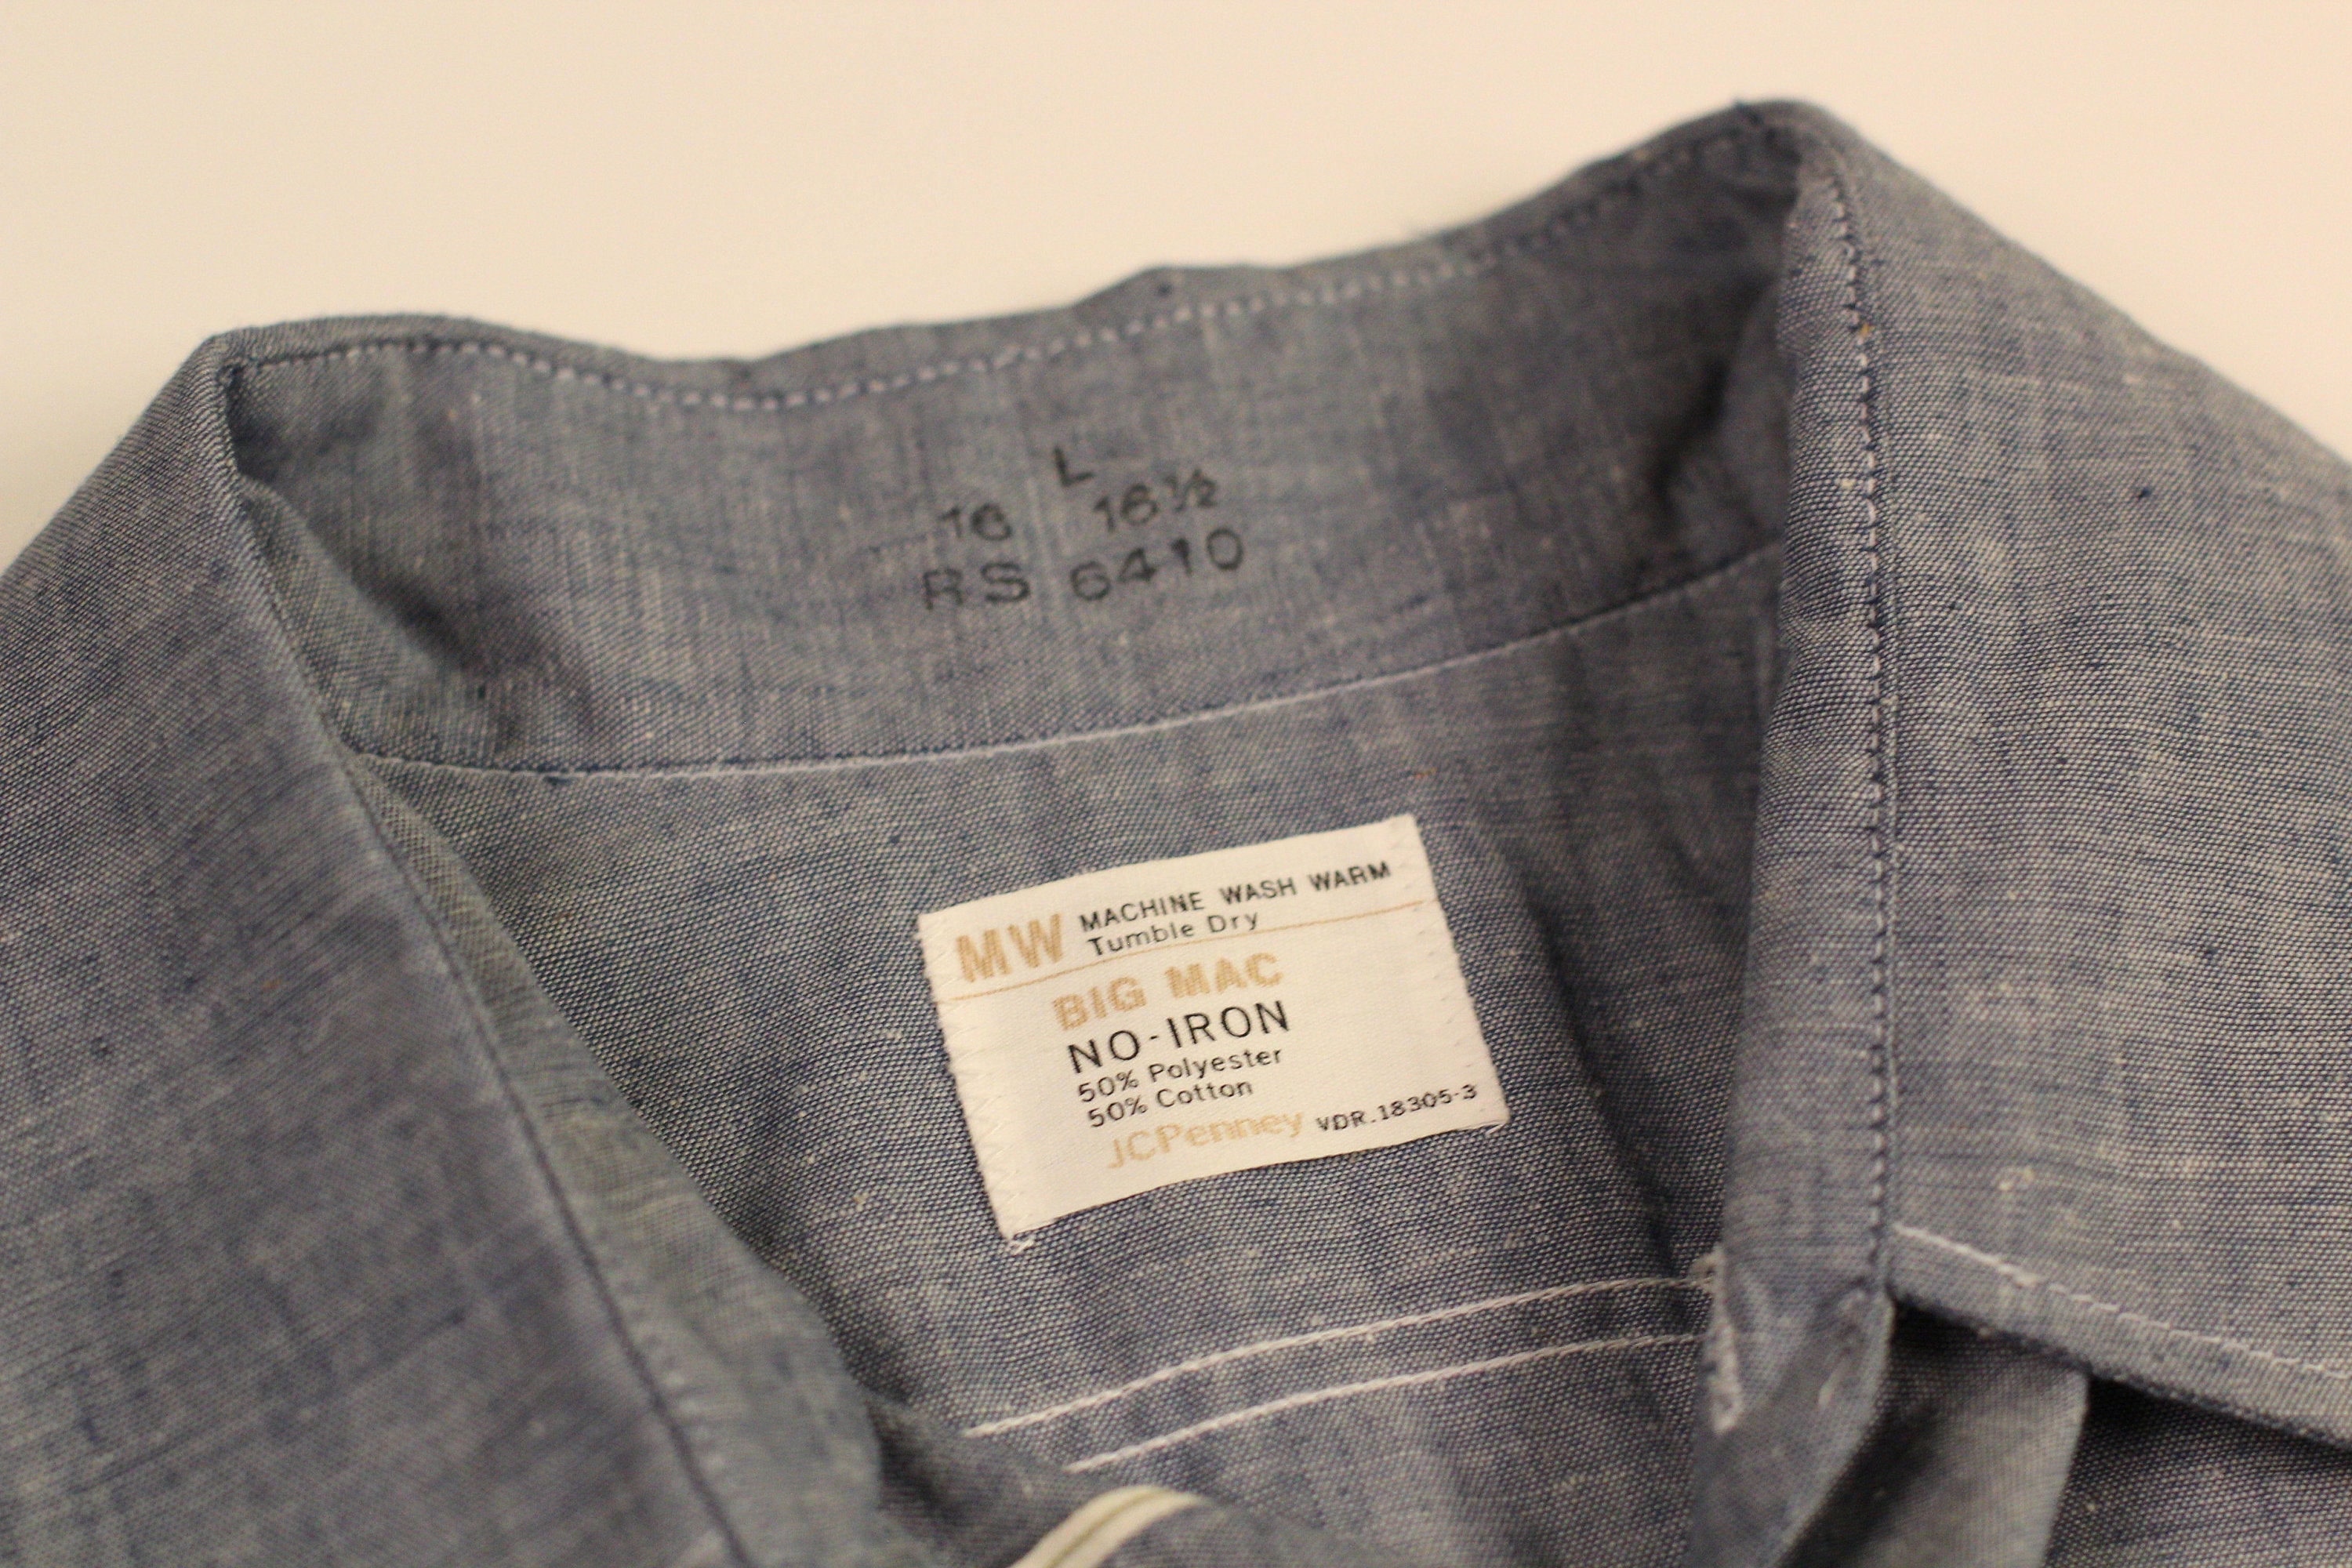 L
16 16½
RS 6410
MW MACHINE WASH WARM
Tumble Dry
BIG MAC
NO-IRON
50% Polyester
50% Cotton
JCPenney VDR.18305-3